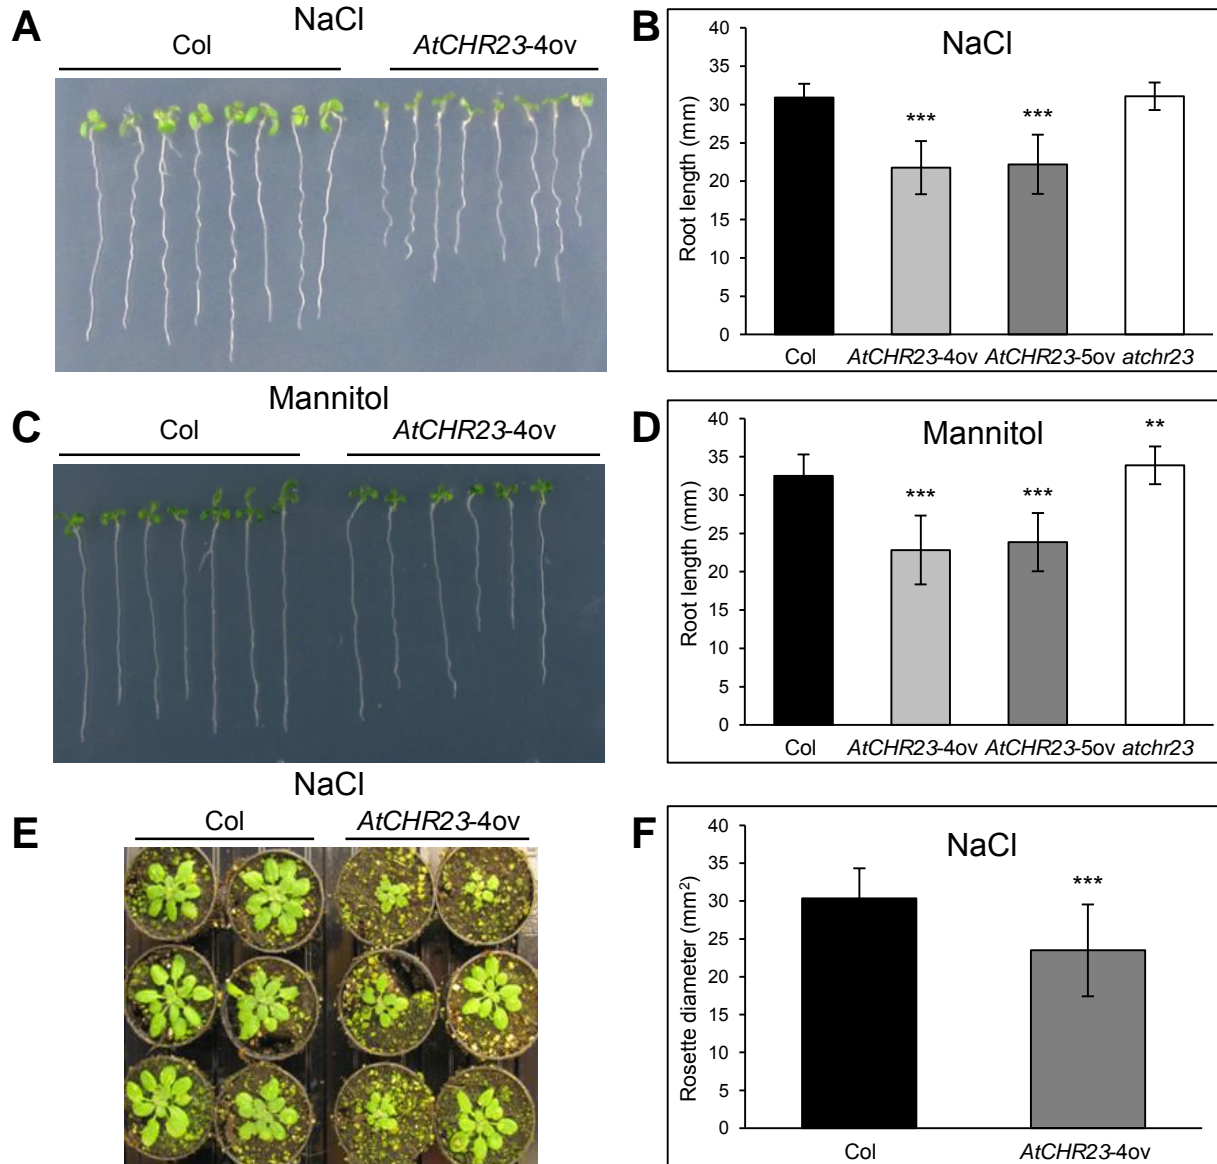 A
NaCl
Col
AtCHR23-4ov
B
NaCl
Root length (mm)
40
35
30
25
20
15
10
5
0
***
***
Col
AtCHR23-4ov
AtCHR23-5ov
atchr23
C
Mannitol
Col
AtCHR23-4ov
D
Mannitol
Root length (mm)
40
35
30
25
20
15
10
5
0
***
***
**
Col
AtCHR23-4ov
AtCHR23-5ov
atchr23
E
NaCl
Col
AtCHR23-4ov
F
NaCl
Rosette diameter (mm²)
40
35
30
25
20
15
10
5
0
***
Col
AtCHR23-4ov